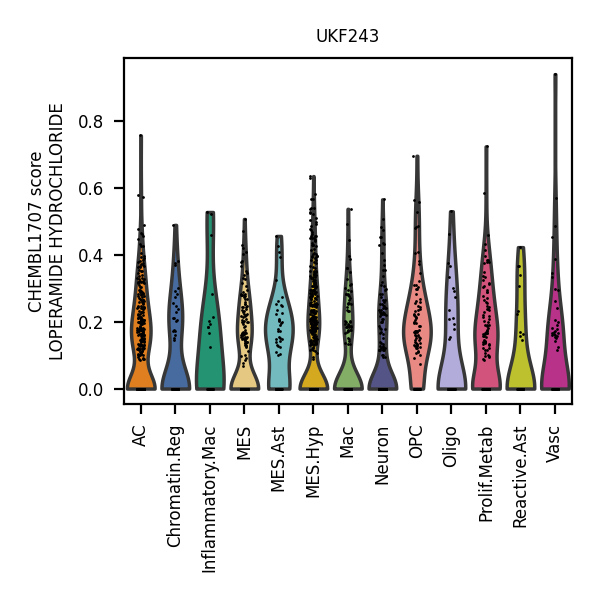 UKF243
CHEMBL1707 score
LOPERAMIDE HYDROCHLORIDE
0.8
0.6
0.4
0.2
0.0
AC
Chromatin.Reg
Inflammatory.Mac
MES
MES.Ast
MES.Hyp
Mac
Neuron
OPC
Oligo
Prolif.Metab
Reactive.Ast
Vasc